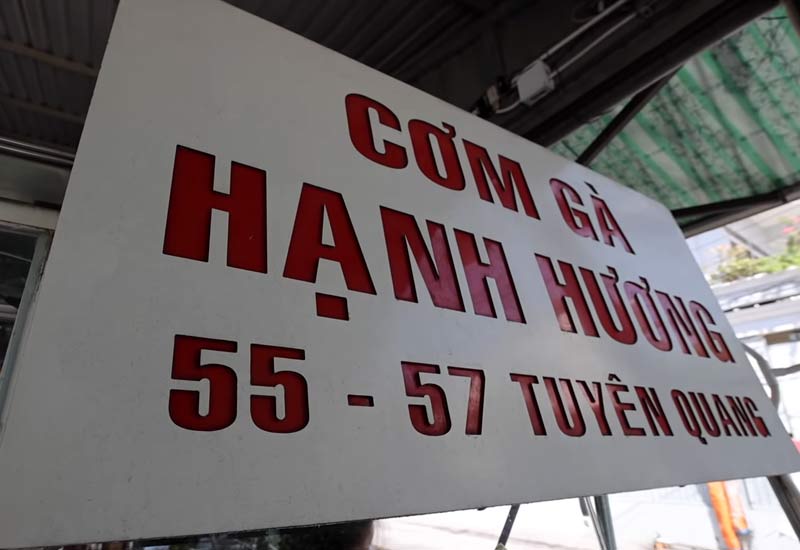 CƠM GÀ
HẠNH HƯƠNG
55 - 57 TUYÊN QUANG